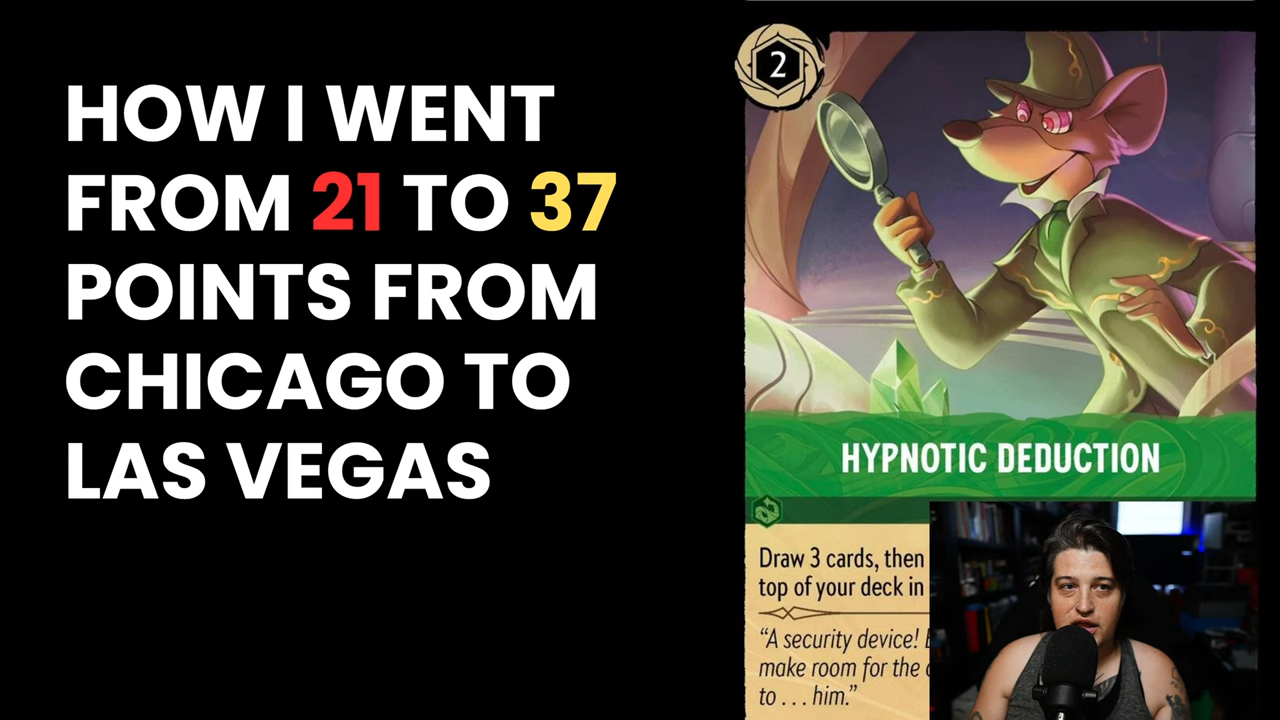 HOW I WENT
FROM 21 TO 37
POINTS FROM
CHICAGO TO
LAS VEGAS
2
HYPNOTIC DEDUCTION
Draw 3 cards, then
top of your deck in
“A security device!
make room for the
to . . . him.”